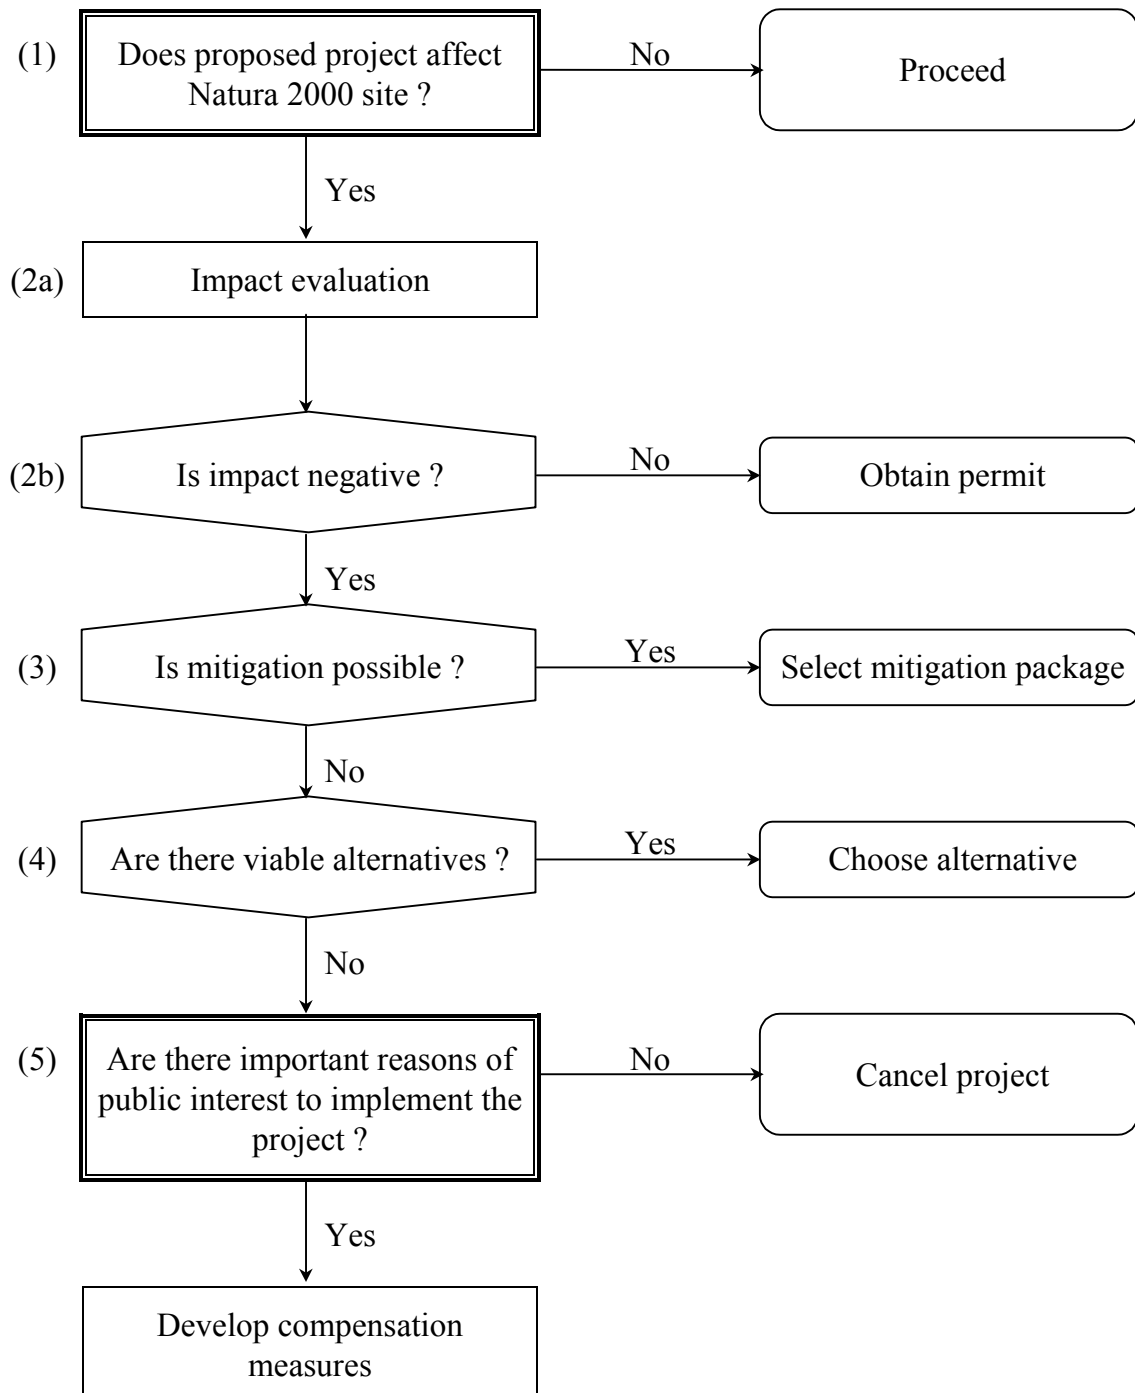 (1)
Does proposed project affect
Natura 2000 site ?
No
Proceed
Yes
(2a)
Impact evaluation
(2b)
Is impact negative ?
No
Obtain permit
Yes
(3)
Is mitigation possible ?
Yes
Select mitigation package
No
(4)
Are there viable alternatives ?
Yes
Choose alternative
No
(5)
Are there important reasons of
public interest to implement the
project ?
No
Cancel project
Yes
Develop compensation
measures